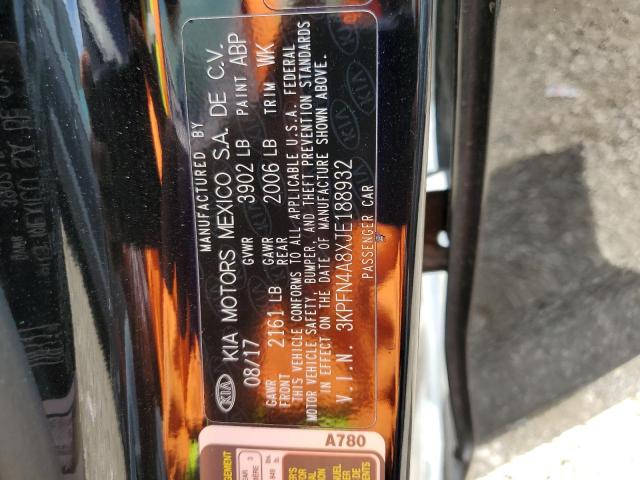 MANUFACTURED BY
KIA KIA MOTORS MEXICO S.A. DE C.V.
08/17 GVWR 3902 LB PAINT ABP
GAWR FRONT 2161 LB GAWR REAR 2006 LB TRIM WK
THIS VEHICLE CONFORMS TO ALL APPLICABLE U.S.A. FEDERAL
MOTOR VEHICLE SAFETY, BUMPER, AND THEFT PREVENTION STANDARDS
IN EFFECT ON THE DATE OF MANUFACTURE SHOWN ABOVE.
V.I.N. 3KPFN4A8XJE188932
PASSENGER CAR
A780